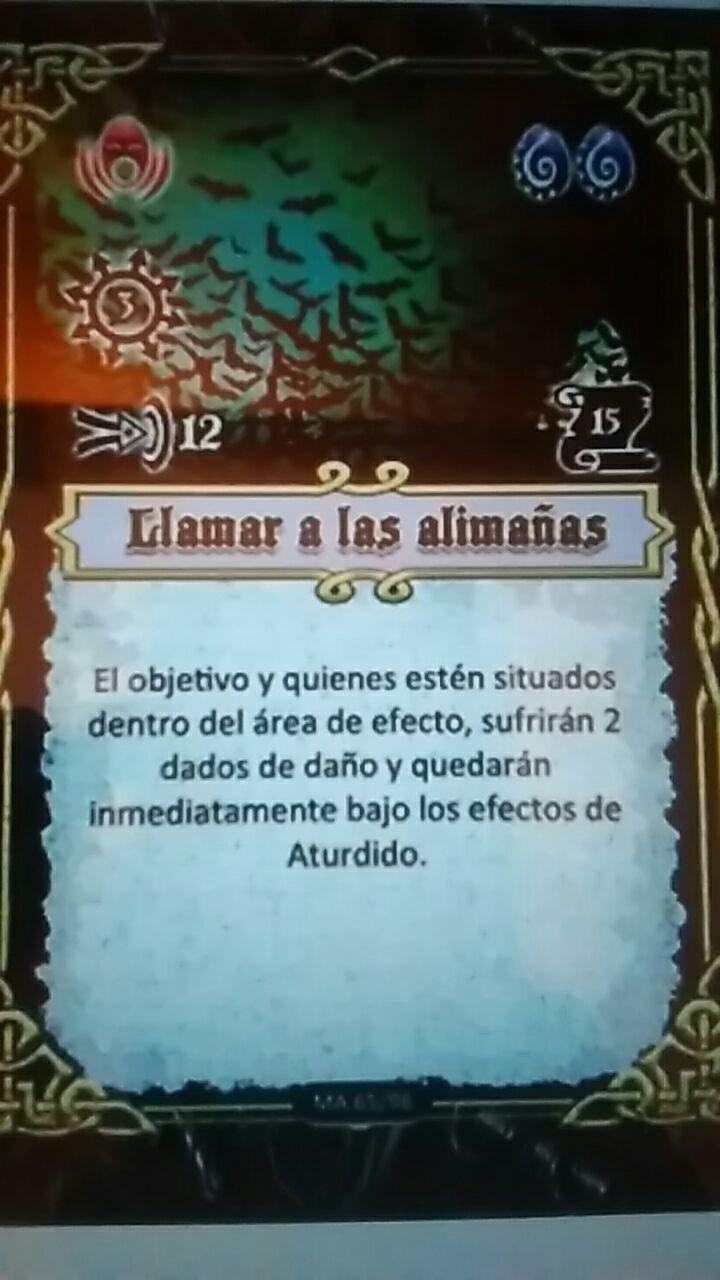 3
12
15
Llamar a las alimañas
El objetivo y quienes estén situados
dentro del área de efecto, sufrirán 2
dados de daño y quedarán
inmediatamente bajo los efectos de
Aturdido.